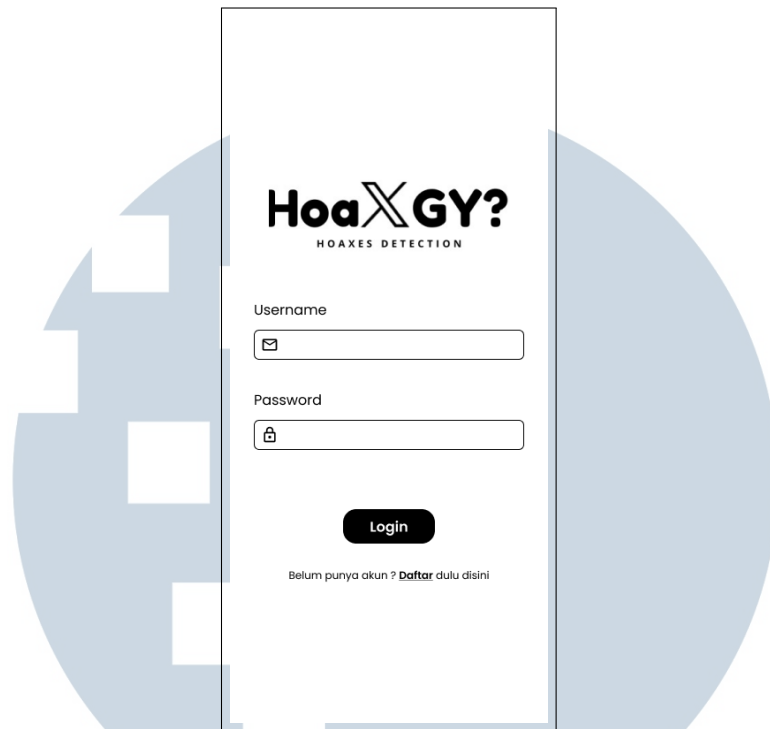 HoaXGY?
HOAXES DETECTION
Username
Password
Login
Belum punya akun ? Daftar dulu disini